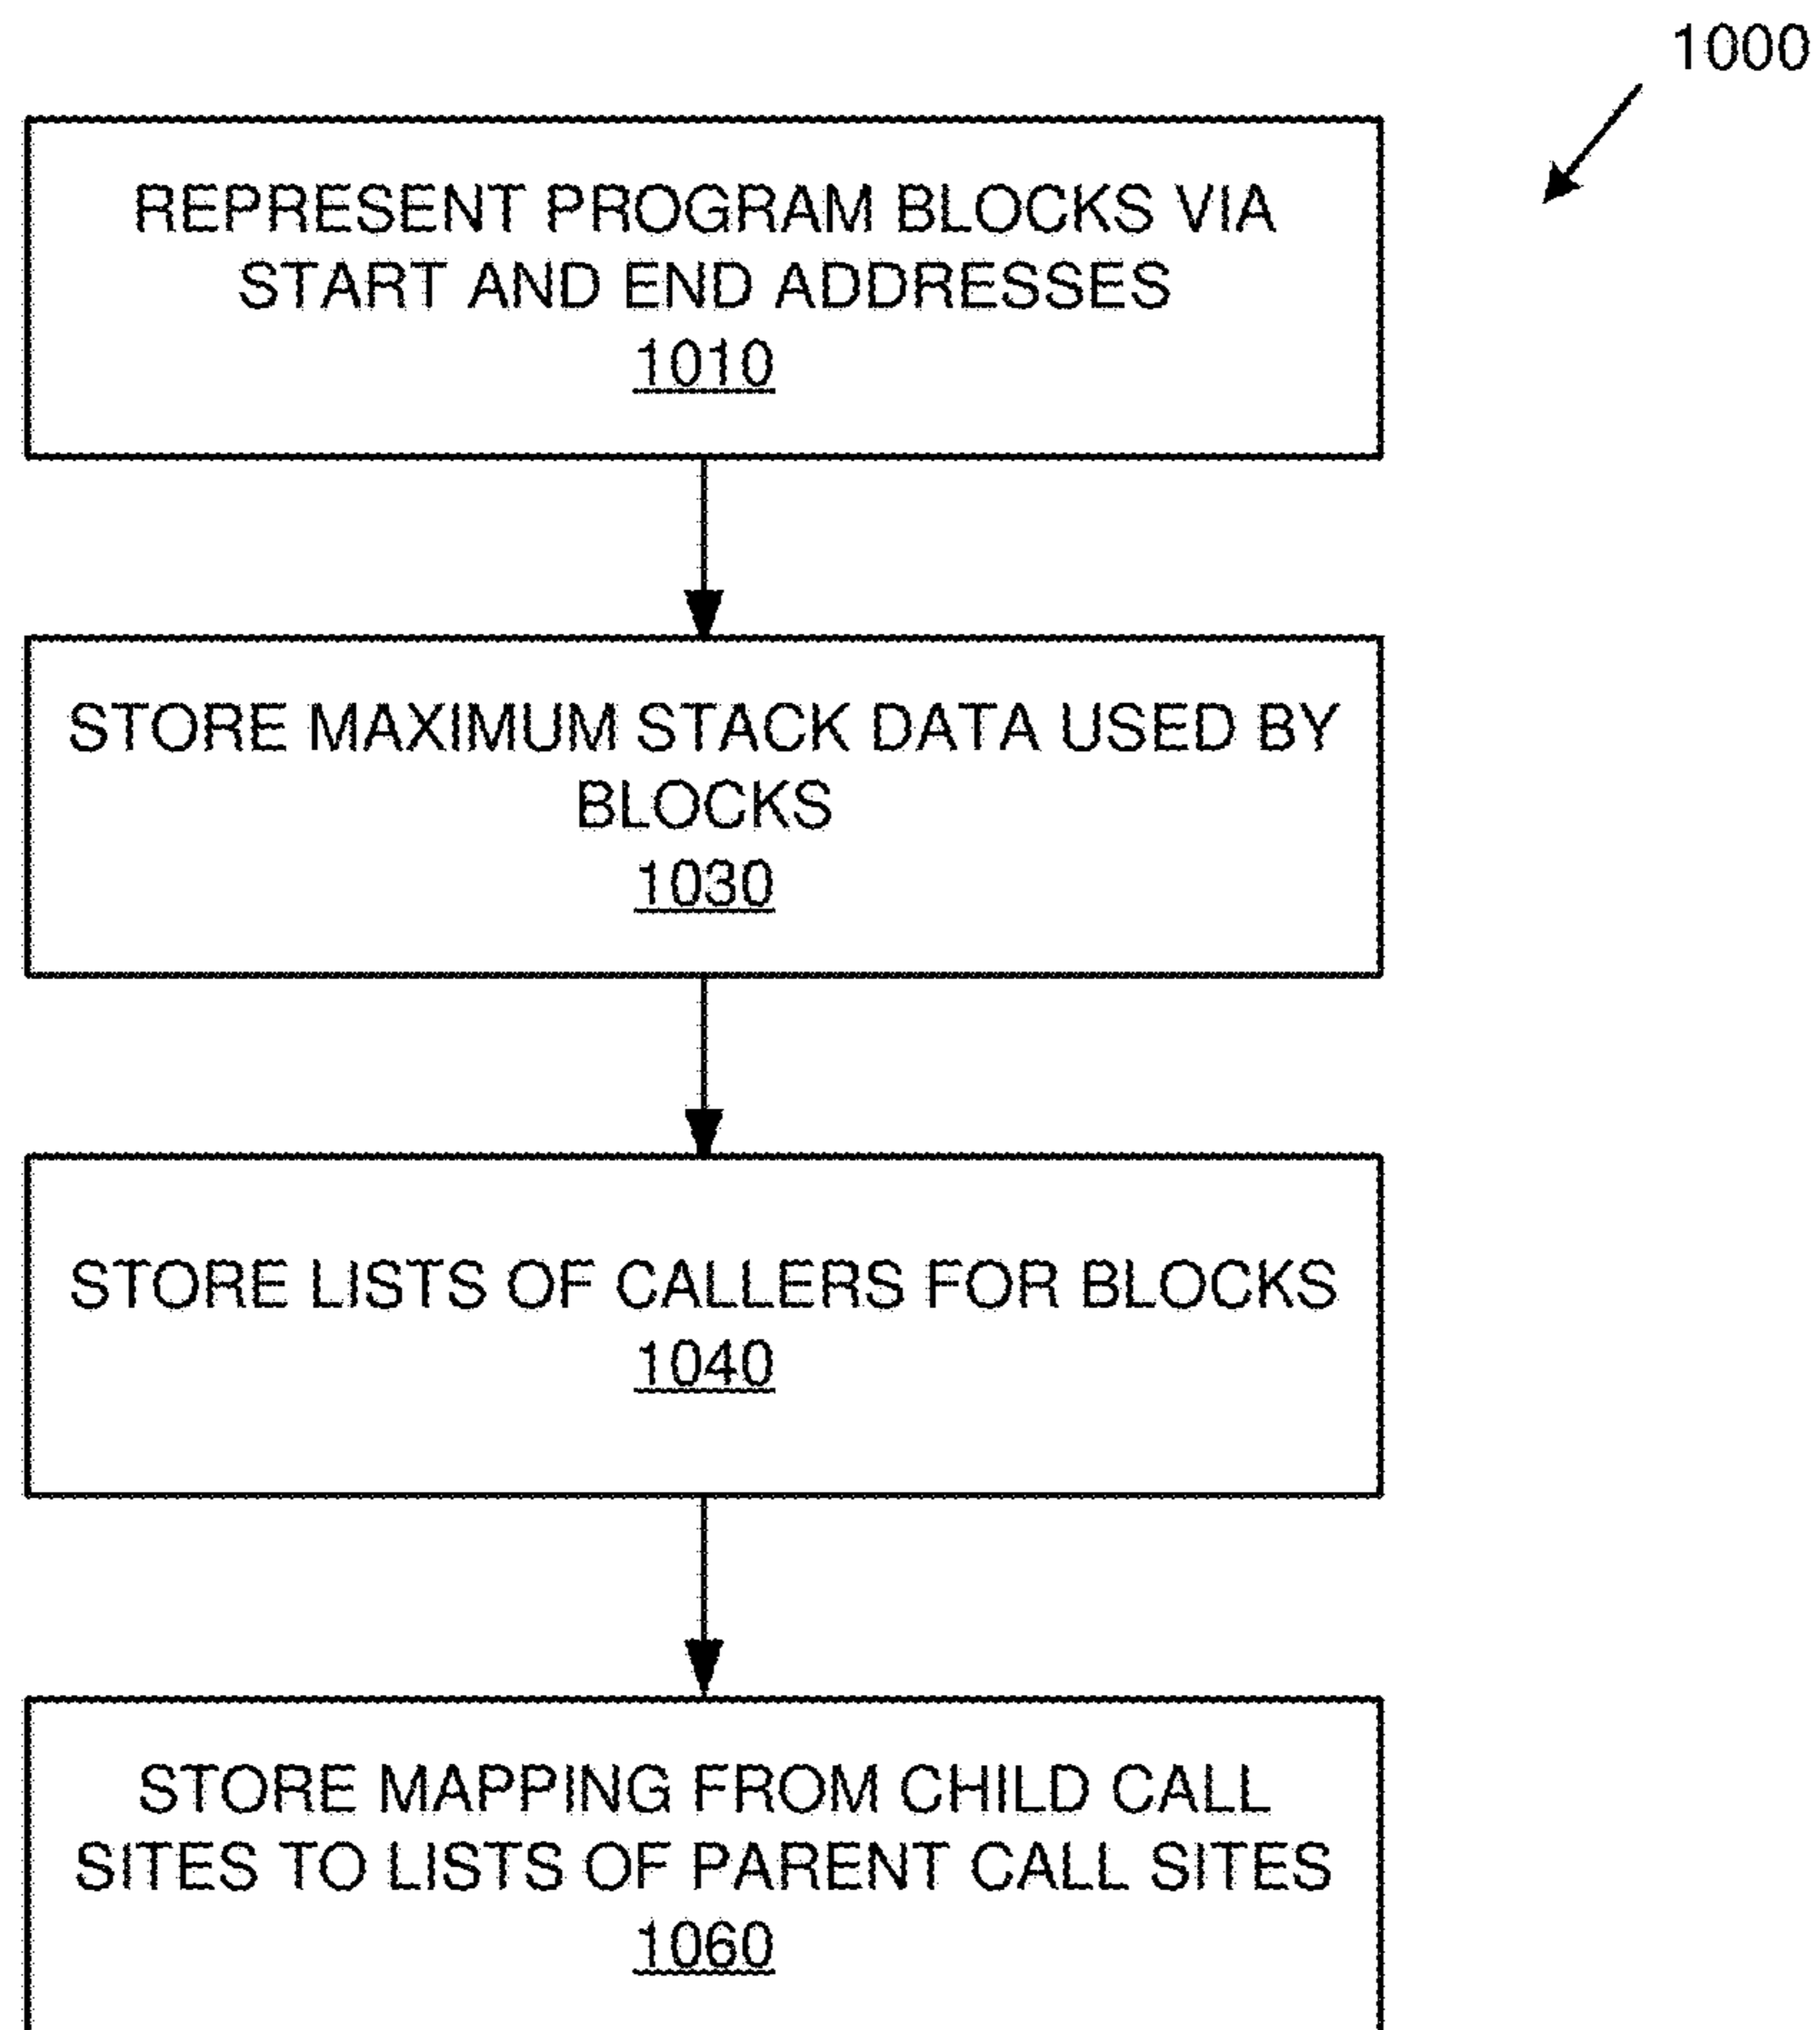 1000
REPRESENT PROGRAM BLOCKS VIA
START AND END ADDRESSES
1010
STORE MAXIMUM STACK DATA USED BY
BLOCKS
1030
STORE LISTS OF CALLERS FOR BLOCKS
1040
STORE MAPPING FROM CHILD CALL
SITES TO LISTS OF PARENT CALL SITES
1060